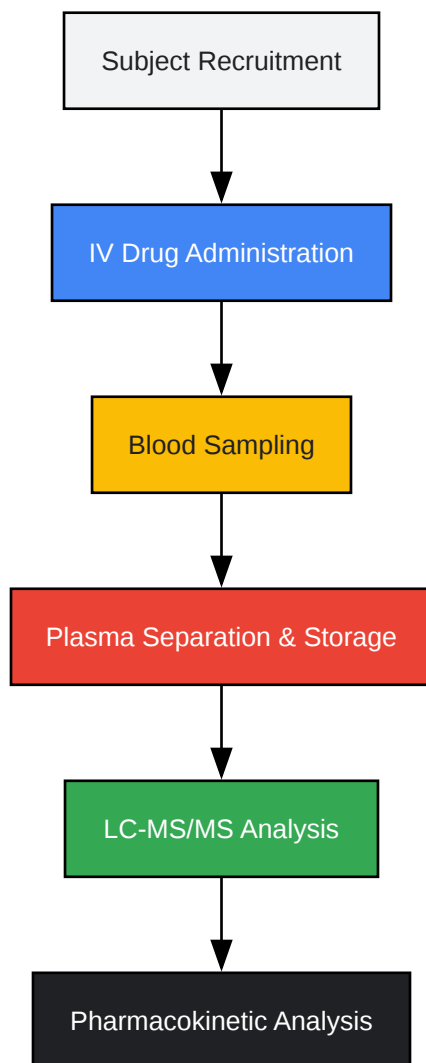 Subject Recruitment
IV Drug Administration
Blood Sampling
Plasma Separation & Storage
LC-MS/MS Analysis
Pharmacokinetic Analysis